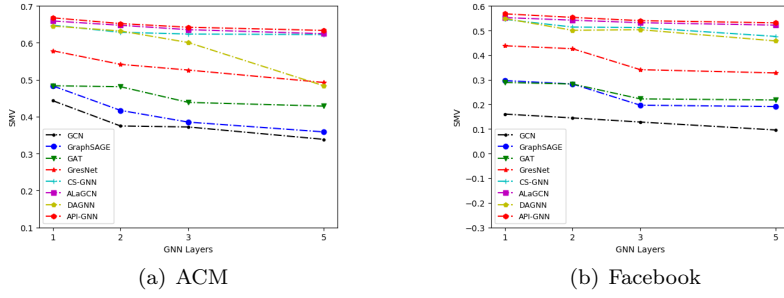 0.7
0.6
0.5
0.4
0.3
0.2
0.1
SMV
GCN
GraphSAGE
GAT
GresNet
CS-GNN
ALaGCN
DAGNN
API-GNN
1
2
3
5
GNN Layers
(a) ACM
0.6
0.5
0.4
0.3
0.2
0.1
0.0
−0.1
−0.2
−0.3
SMV
GCN
GraphSAGE
GAT
GresNet
CS-GNN
ALaGCN
DAGNN
API-GNN
1
2
3
5
GNN Layers
(b) Facebook